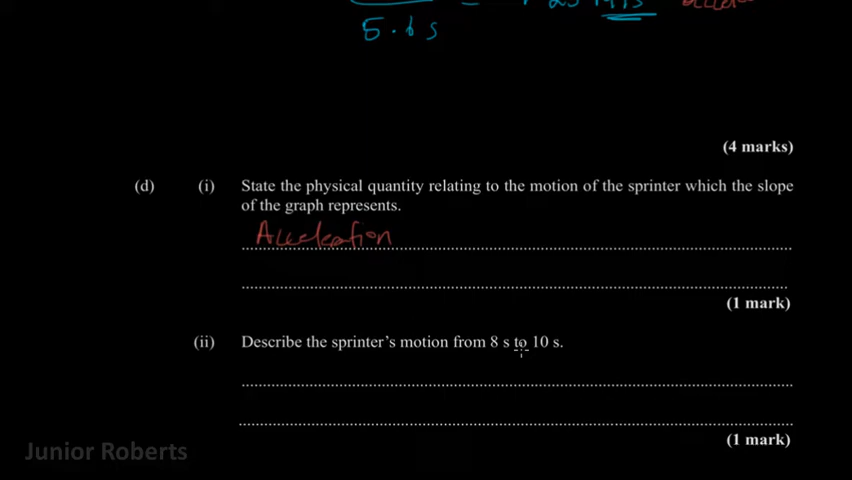 5.6 s
(4 marks)
(d) (i) State the physical quantity relating to the motion of the sprinter which the slope
of the graph represents.
Acceleration
(1 mark)
(ii) Describe the sprinter's motion from 8 s to 10 s.
(1 mark)
Junior Roberts